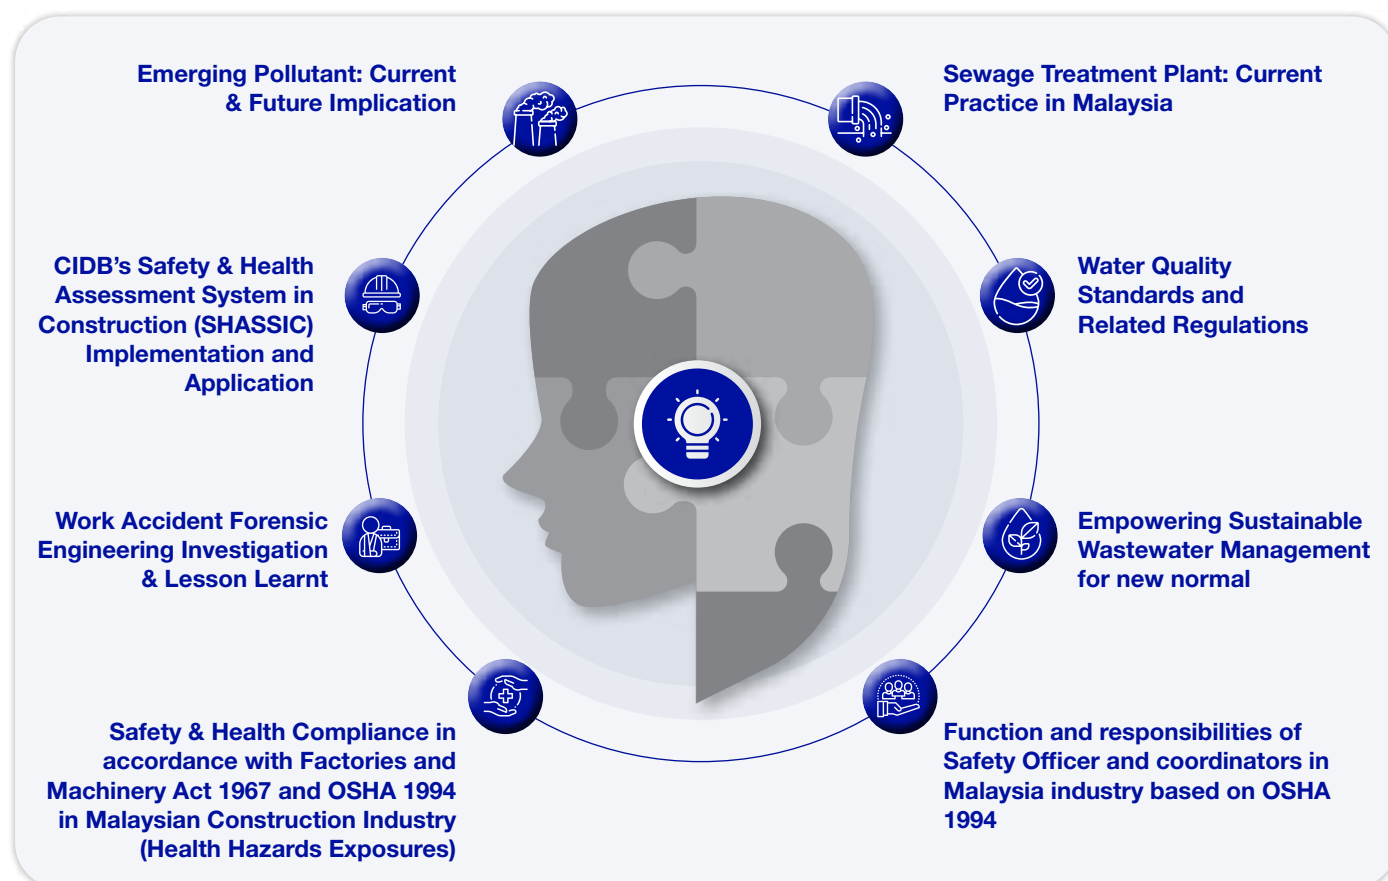 Emerging Pollutant: Current
& Future Implication
Sewage Treatment Plant: Current
Practice in Malaysia
CIDB’s Safety & Health
Assessment System in
Construction (SHASSIC)
Implementation and
Application
Water Quality
Standards and
Related Regulations
Work Accident Forensic
Engineering Investigation
& Lesson Learnt
Empowering Sustainable
Wastewater Management
for new normal
Safety & Health Compliance in
accordance with Factories and
Machinery Act 1967 and OSHA 1994
in Malaysian Construction Industry
(Health Hazards Exposures)
Function and responsibilities of
Safety Officer and coordinators in
Malaysia industry based on OSHA
1994